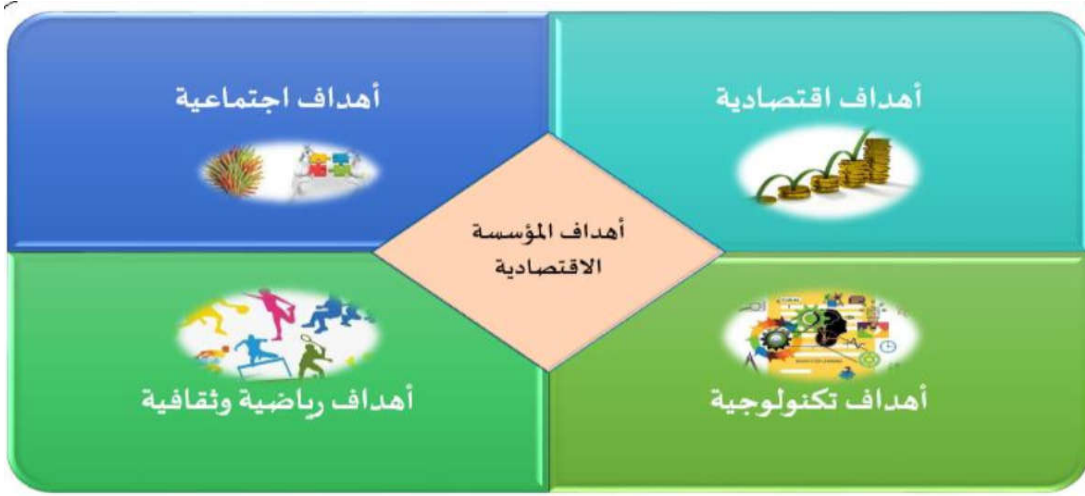 أهداف اقتصادية
أهداف اجتماعية
أهداف المؤسسة
الاقتصادية
أهداف تكنولوجية
أهداف رياضية وثقافية